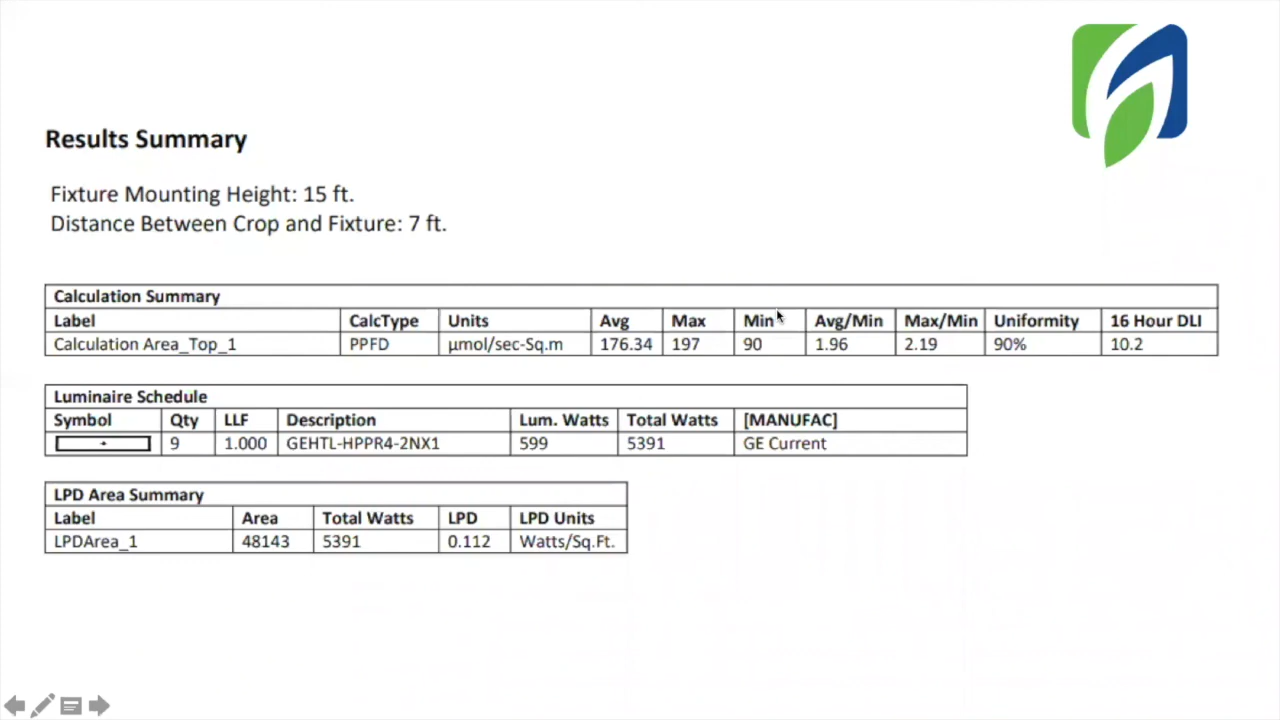 Results Summary
Fixture Mounting Height: 15 ft.
Distance Between Crop and Fixture: 7 ft.
Calculation Summary
Label CalcType Units Avg Max Min Avg/Min Max/Min Uniformity 16 Hour DLI
Calculation Area_Top_1 PPFD µmol/sec-Sq.m 176.34 197 90 1.96 2.19 90% 10.2
Luminaire Schedule
Symbol Qty LLF Description Lum. Watts Total Watts [MANUFAC]
9 1.000 GEHTL-HPPR4-2NX1 599 5391 GE Current
LPD Area Summary
Label Area Total Watts LPD LPD Units
LPDArea_1 48143 5391 0.112 Watts/Sq.Ft.